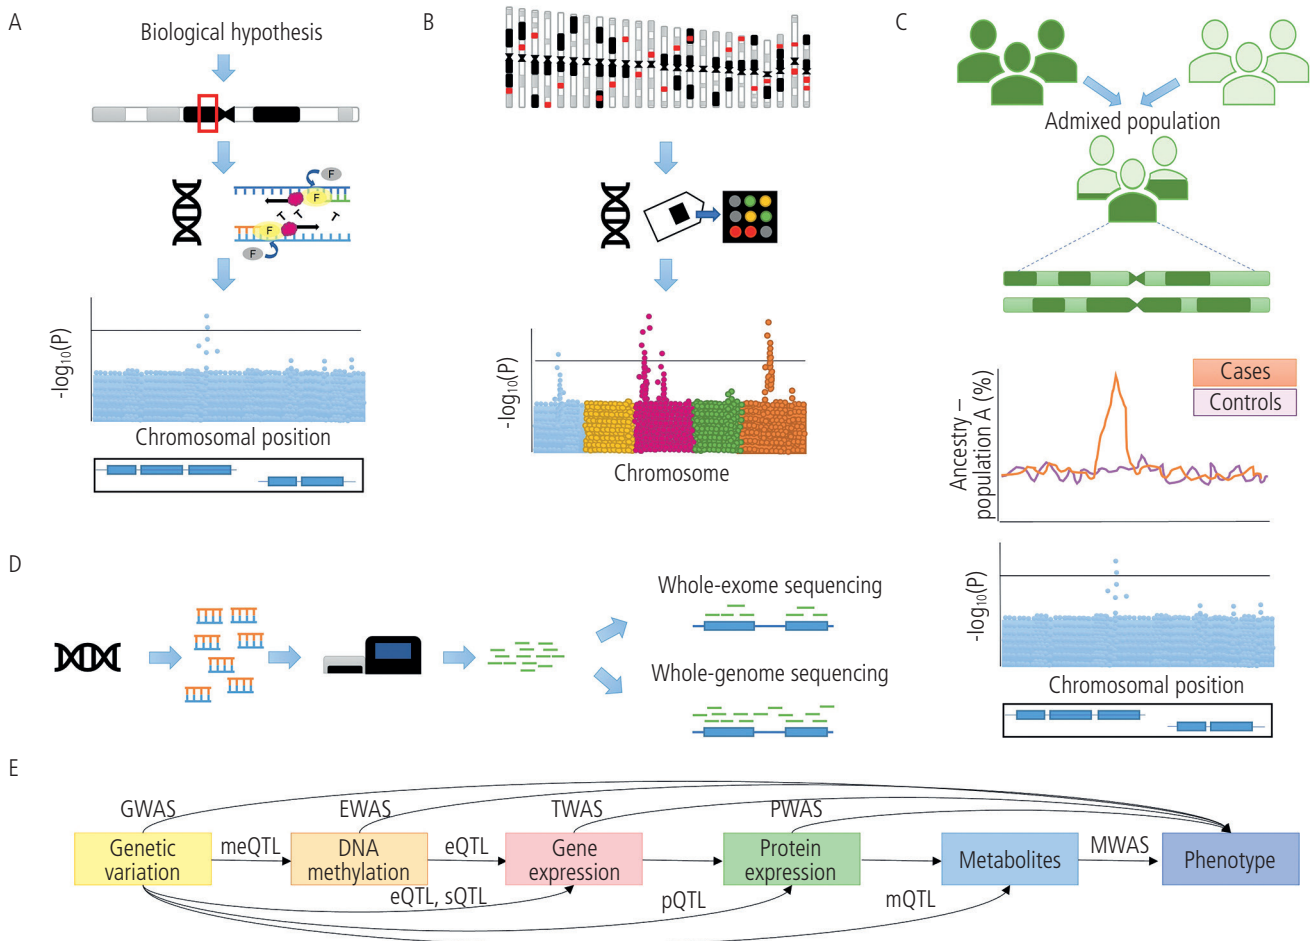 A
Biological hypothesis
F
F
F
F
-log10(P)
Chromosomal position
B
-log10(P)
Chromosome
C
Admixed population
Cases
Controls
Ancestry –
population A (%)
-log10(P)
Chromosomal position
D
Whole-exome sequencing
Whole-genome sequencing
E
GWAS
EWAS
TWAS
PWAS
Genetic
variation
meQTL
DNA
methylation
eQTL
Gene
expression
Protein
expression
Metabolites
MWAS
Phenotype
eQTL, sQTL
pQTL
mQTL